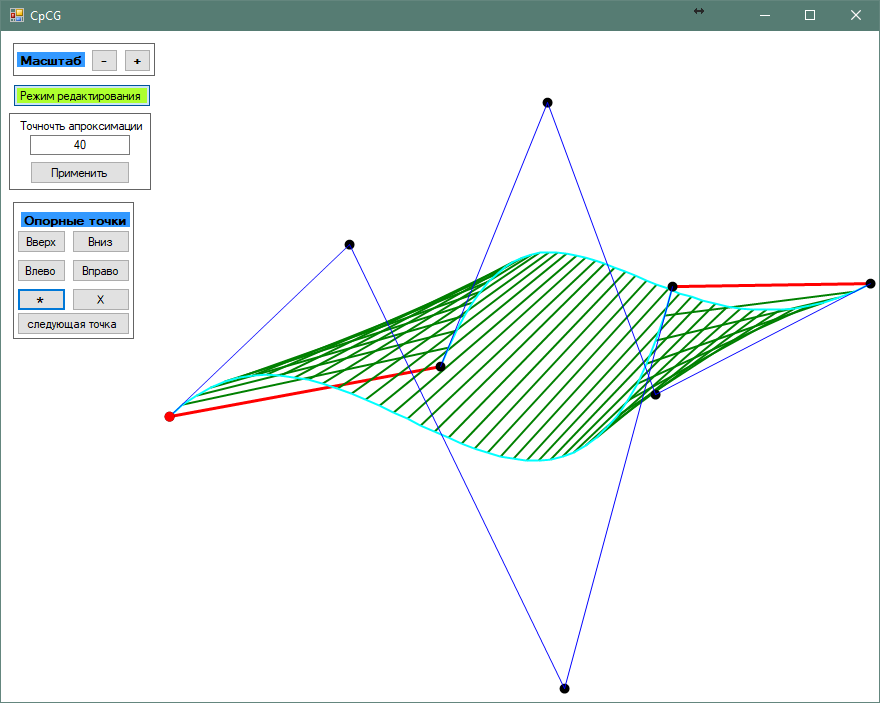 CpCG
Масштаб - +
Режим редактирования
Точночть апроксимации
40
Применить
Опорные точки
Вверх Вниз
Влево Вправо
* X
следующая точка